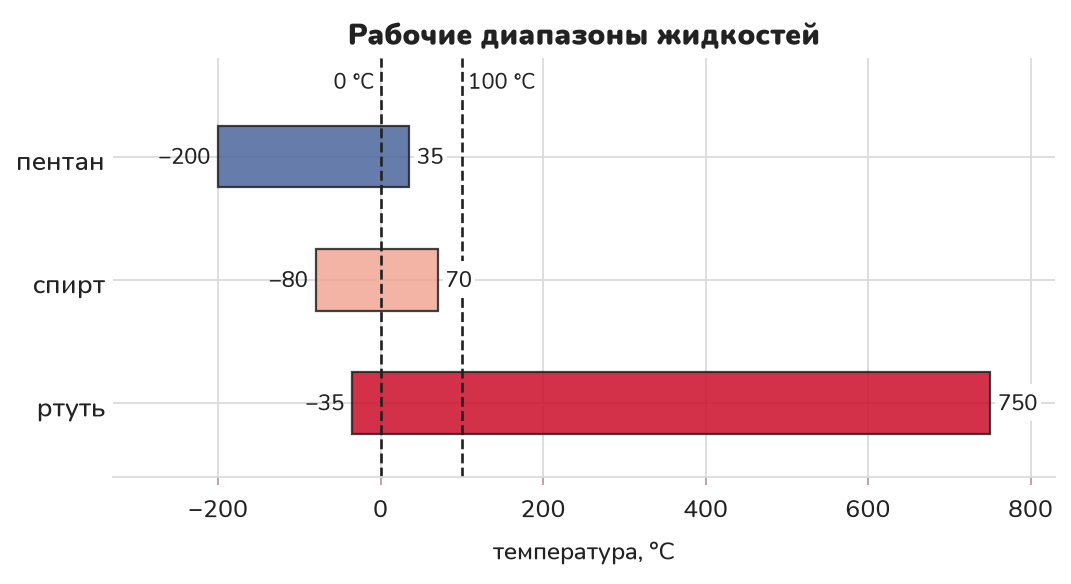 Рабочие диапазоны жидкостей
0 °C
100 °C
пентан
−200
35
спирт
−80
70
ртуть
−35
750
−200
0
200
400
600
800
температура, °C